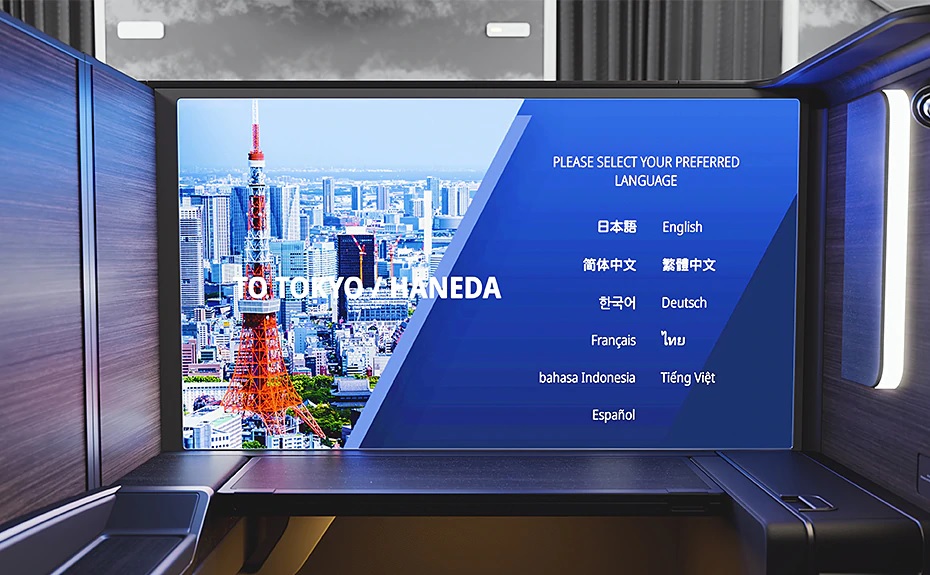 TO TOKYO / HANEDA
PLEASE SELECT YOUR PREFERRED
LANGUAGE
日本語 English
简体中文 繁體中文
한국어 Deutsch
Français ไทย
bahasa Indonesia Tiếng Việt
Español